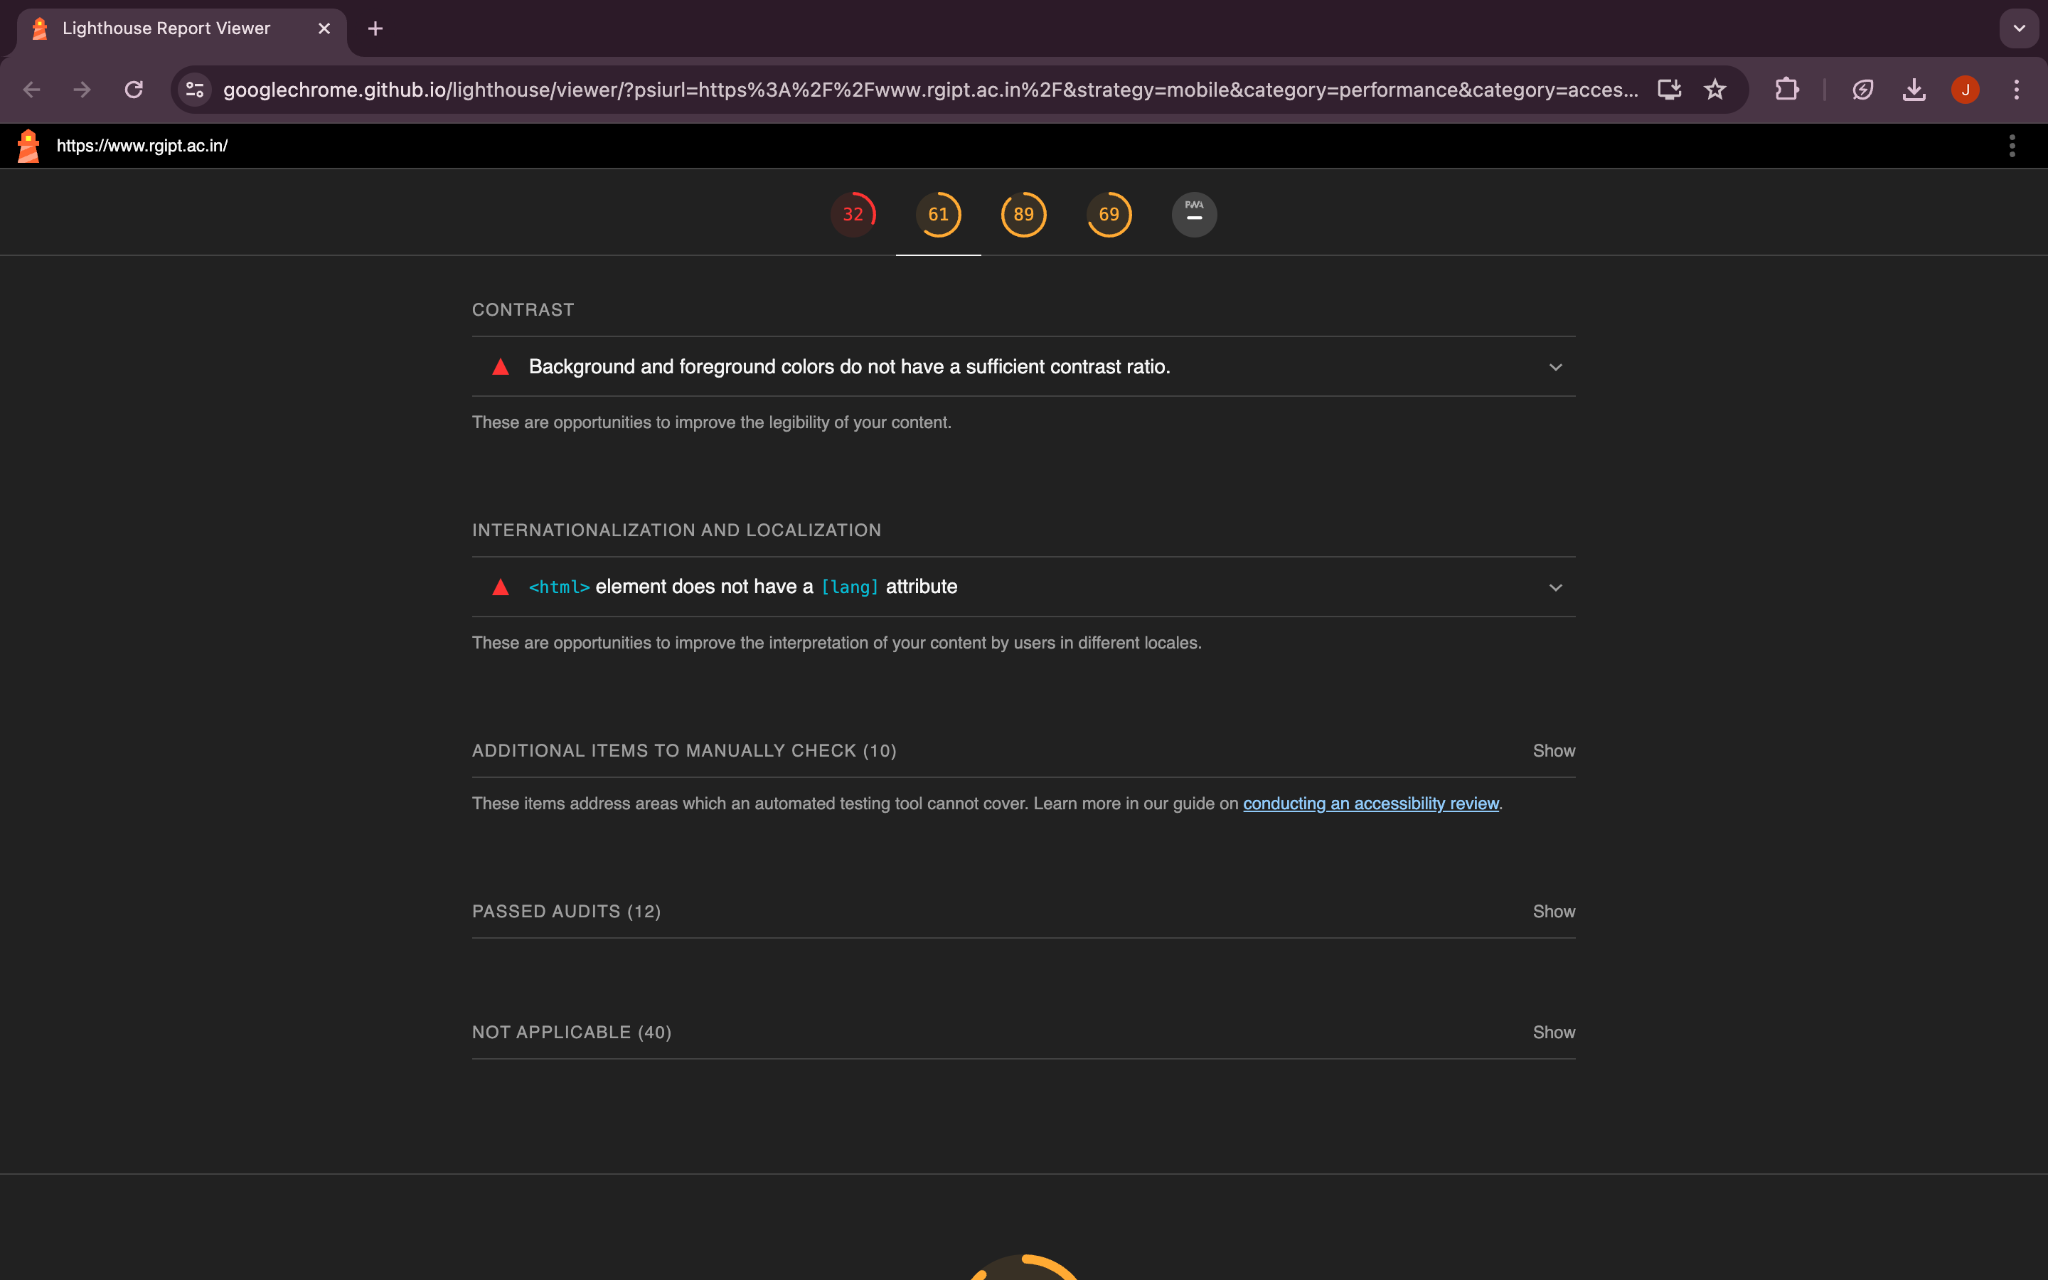 Lighthouse Report Viewer
googlechrome.github.io/lighthouse/viewer/?psiurl=https%3A%2F%2Fwww.rgipt.ac.in%2F&strategy=mobile&category=performance&category=acces...
J
https://www.rgipt.ac.in/
32 61 89 69 PWA
CONTRAST
Background and foreground colors do not have a sufficient contrast ratio.
These are opportunities to improve the legibility of your content.
INTERNATIONALIZATION AND LOCALIZATION
<html> element does not have a [lang] attribute
These are opportunities to improve the interpretation of your content by users in different locales.
ADDITIONAL ITEMS TO MANUALLY CHECK (10) Show
These items address areas which an automated testing tool cannot cover. Learn more in our guide on conducting an accessibility review.
PASSED AUDITS (12) Show
NOT APPLICABLE (40) Show